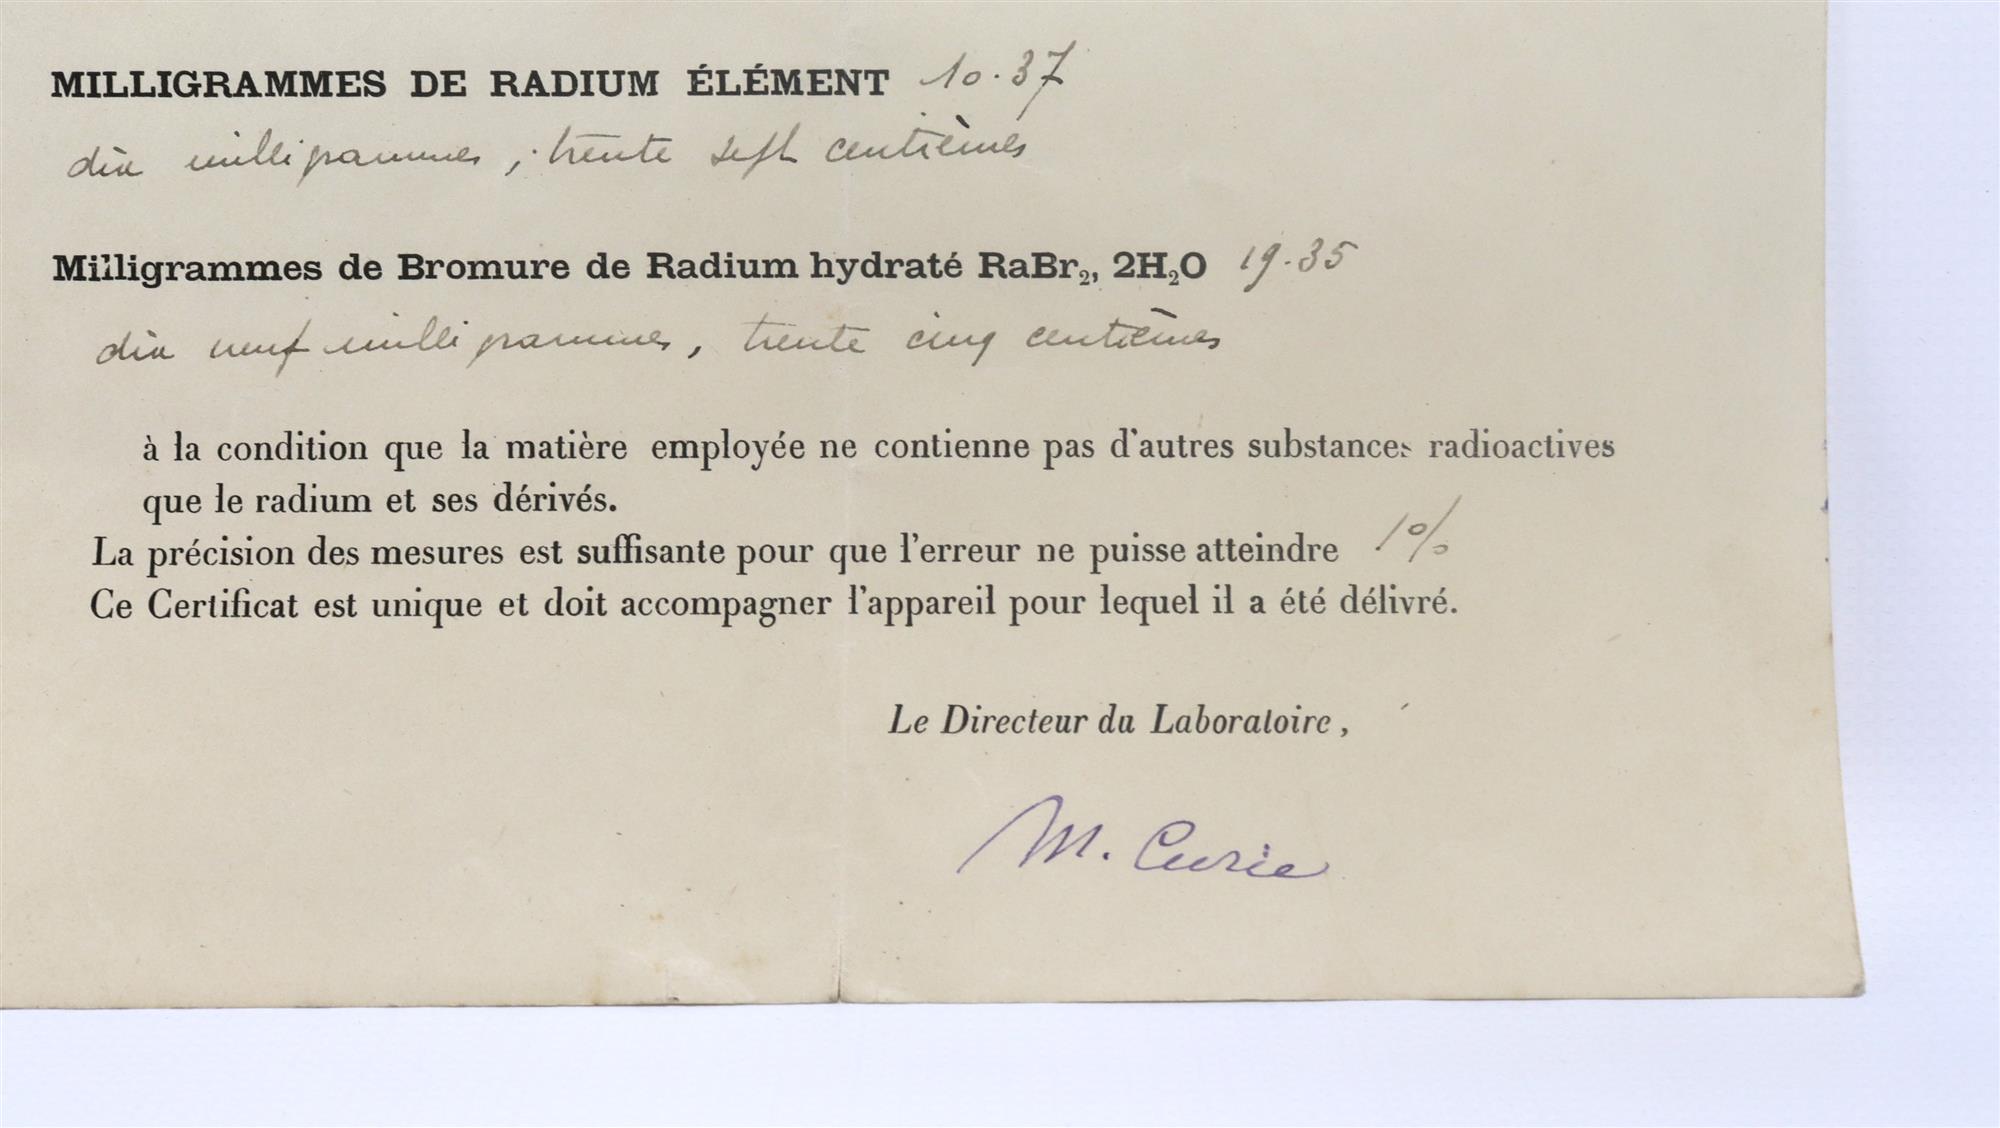 MILLIGRAMMES DE RADIUM ÉLÉMENT 10.37
dix milligrammes, trente sept centièmes
Milligrammes de Bromure de Radium hydraté RaBr₂, 2H₂O 19.35
dix neuf milligrammes, trente cinq centièmes
à la condition que la matière employée ne contienne pas d'autres substances radioactives
que le radium et ses dérivés.
La précision des mesures est suffisante pour que l'erreur ne puisse atteindre 1%
Ce Certificat est unique et doit accompagner l'appareil pour lequel il a été délivré.
Le Directeur du Laboratoire,
M. Curie